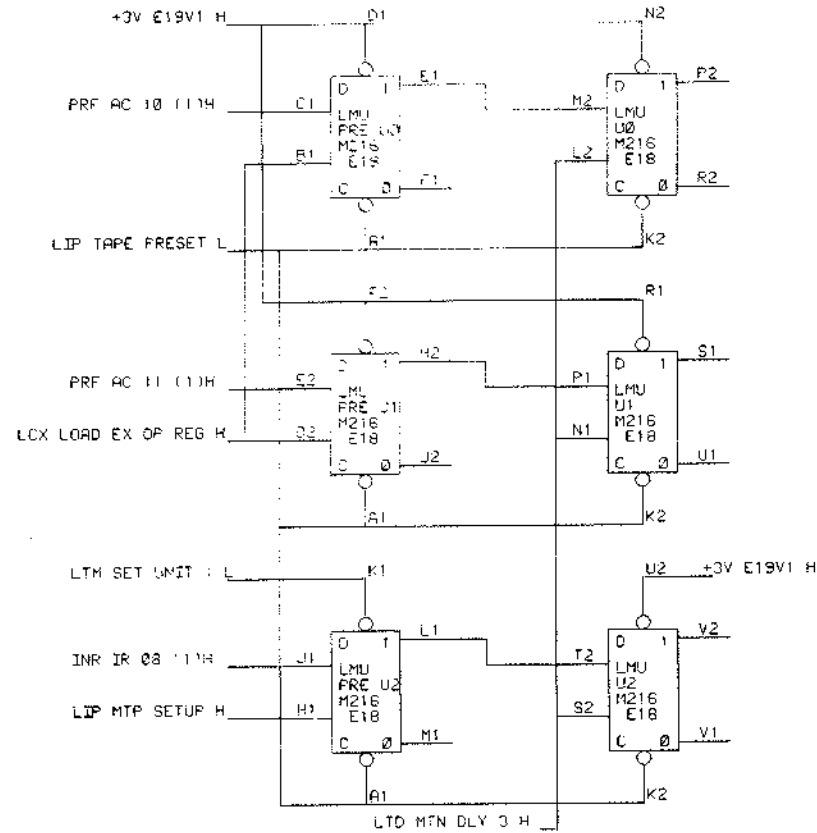 +3V E19V1 H D1 N2
D 1 E1 D 1 P2
PRF AC 10 (1)H C1 LMU M2 LMU
PRE U0 U0
M216 M216
B1 E18 L2 E18
C 0 F1 C 0 R2
LIP TAPE PRESET L A1 K2
R1
D 1 H2 D 1 S1
PRF AC 11 (1)H E2 LMU P1 LMU
PRE U1 U1
M216 M216
LCX LOAD EX OP REG H D2 E18 N1 E18
C 0 J2 C 0 U1
A1 K2
LTM SET UNIT L K1 U2 +3V E19V1 H
D 1 L1 D 1 V2
INR IR 08 (1)H J1 LMU T2 LMU
PRE U2 U2
M216 M216
LIP MTP SETUP H H1 E18 S2 E18
C 0 M1 C 0 V1
A1 K2
LTD MTN DLY 3 H